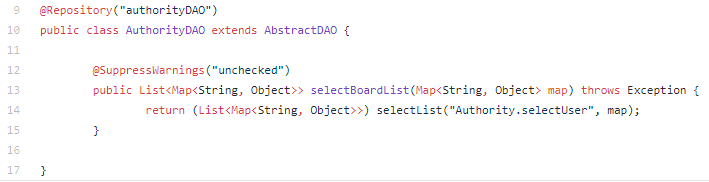 9 @Repository("authorityDAO")
10 public class AuthorityDAO extends AbstractDAO {
11
12 @SuppressWarnings("unchecked")
13 public List<Map<String, Object>> selectBoardList(Map<String, Object> map) throws Exception {
14 return (List<Map<String, Object>>) selectList("Authority.selectUser", map);
15 }
16
17 }